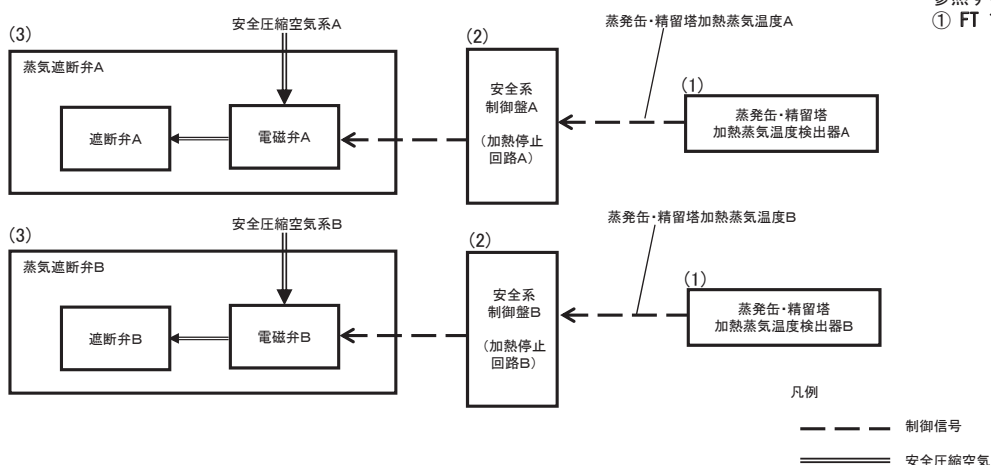 ① FT
(3)
安全圧縮空気系A
蒸気遮断弁A
遮断弁A
電磁弁A
(2)
安全系
制御盤A
(加熱停止
回路A)
蒸発缶・精留塔加熱蒸気温度A
(1)
蒸発缶・精留塔
加熱蒸気温度検出器A
(3)
安全圧縮空気系B
蒸気遮断弁B
遮断弁B
電磁弁B
(2)
安全系
制御盤B
(加熱停止
回路B)
蒸発缶・精留塔加熱蒸気温度B
(1)
蒸発缶・精留塔
加熱蒸気温度検出器B
凡例
制御信号
安全圧縮空気